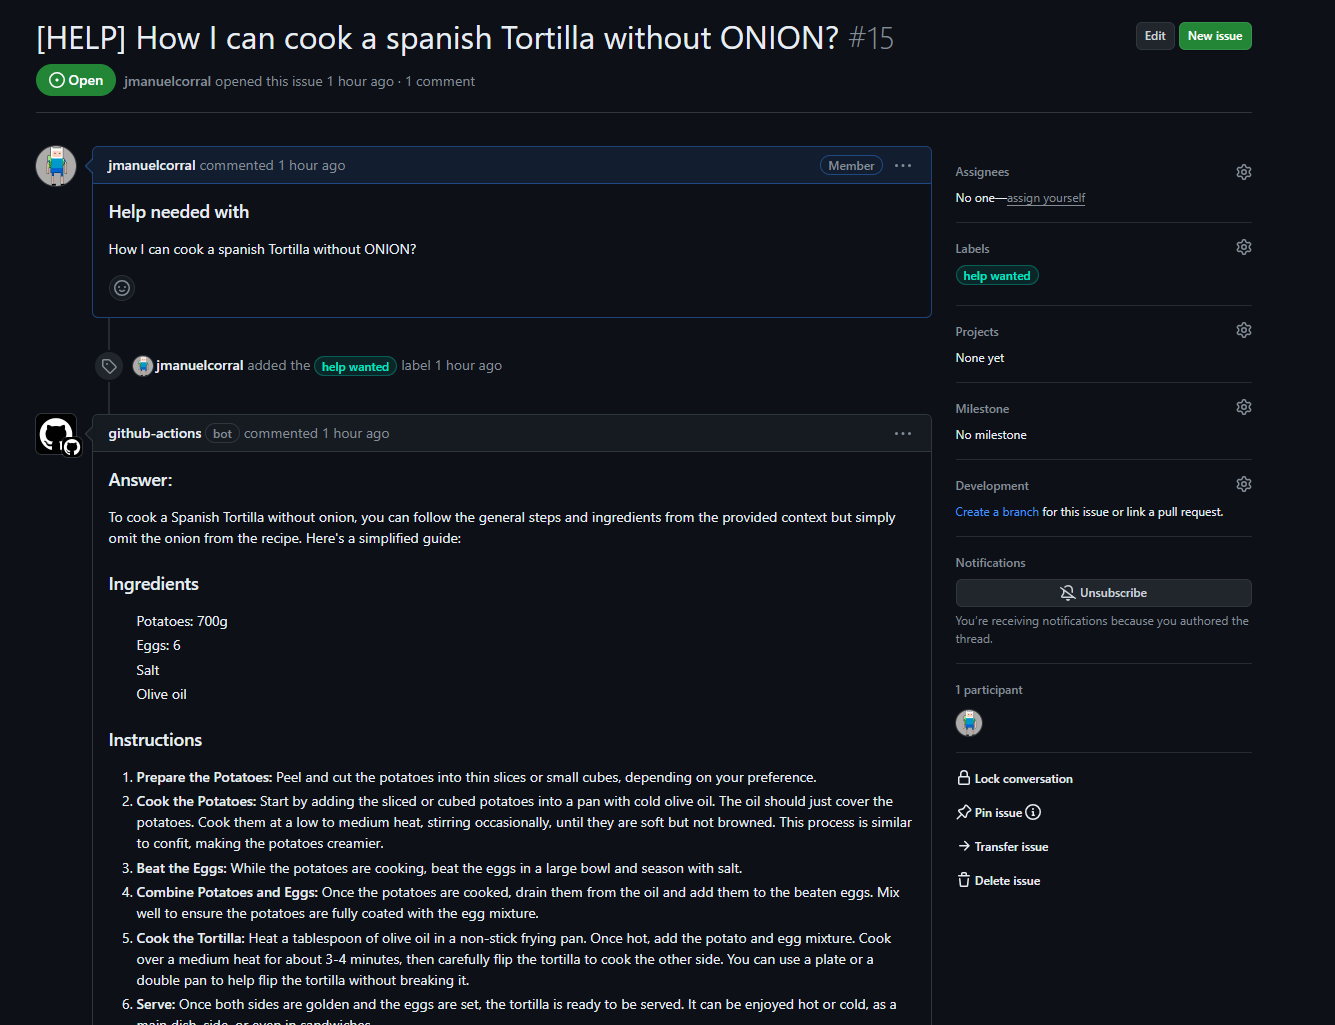 [HELP] How I can cook a spanish Tortilla without ONION? #15
Edit
New issue
Open
jmanuelcorral opened this issue 1 hour ago · 1 comment
jmanuelcorral commented 1 hour ago
Member
Help needed with
How I can cook a spanish Tortilla without ONION?
jmanuelcorral added the help wanted label 1 hour ago
github-actions bot commented 1 hour ago
Answer:
To cook a Spanish Tortilla without onion, you can follow the general steps and ingredients from the provided context but simply
omit the onion from the recipe. Here's a simplified guide:
Ingredients
Potatoes: 700g
Eggs: 6
Salt
Olive oil
Instructions
1. Prepare the Potatoes: Peel and cut the potatoes into thin slices or small cubes, depending on your preference.
2. Cook the Potatoes: Start by adding the sliced or cubed potatoes into a pan with cold olive oil. The oil should just cover the
potatoes. Cook them at a low to medium heat, stirring occasionally, until they are soft but not browned. This process is similar
to confit, making the potatoes creamier.
3. Beat the Eggs: While the potatoes are cooking, beat the eggs in a large bowl and season with salt.
4. Combine Potatoes and Eggs: Once the potatoes are cooked, drain them from the oil and add them to the beaten eggs. Mix
well to ensure the potatoes are fully coated with the egg mixture.
5. Cook the Tortilla: Heat a tablespoon of olive oil in a non-stick frying pan. Once hot, add the potato and egg mixture. Cook
over a medium heat for about 3-4 minutes, then carefully flip the tortilla to cook the other side. You can use a plate or a
double pan to help flip the tortilla without breaking it.
6. Serve: Once both sides are golden and the eggs are set, the tortilla is ready to be served. It can be enjoyed hot or cold, as a
main dish, side, or even in sandwiches.
Assignees
No one—assign yourself
Labels
help wanted
Projects
None yet
Milestone
No milestone
Development
Create a branch for this issue or link a pull request.
Notifications
Unsubscribe
You're receiving notifications because you authored the
thread.
1 participant
Lock conversation
Pin issue
Transfer issue
Delete issue